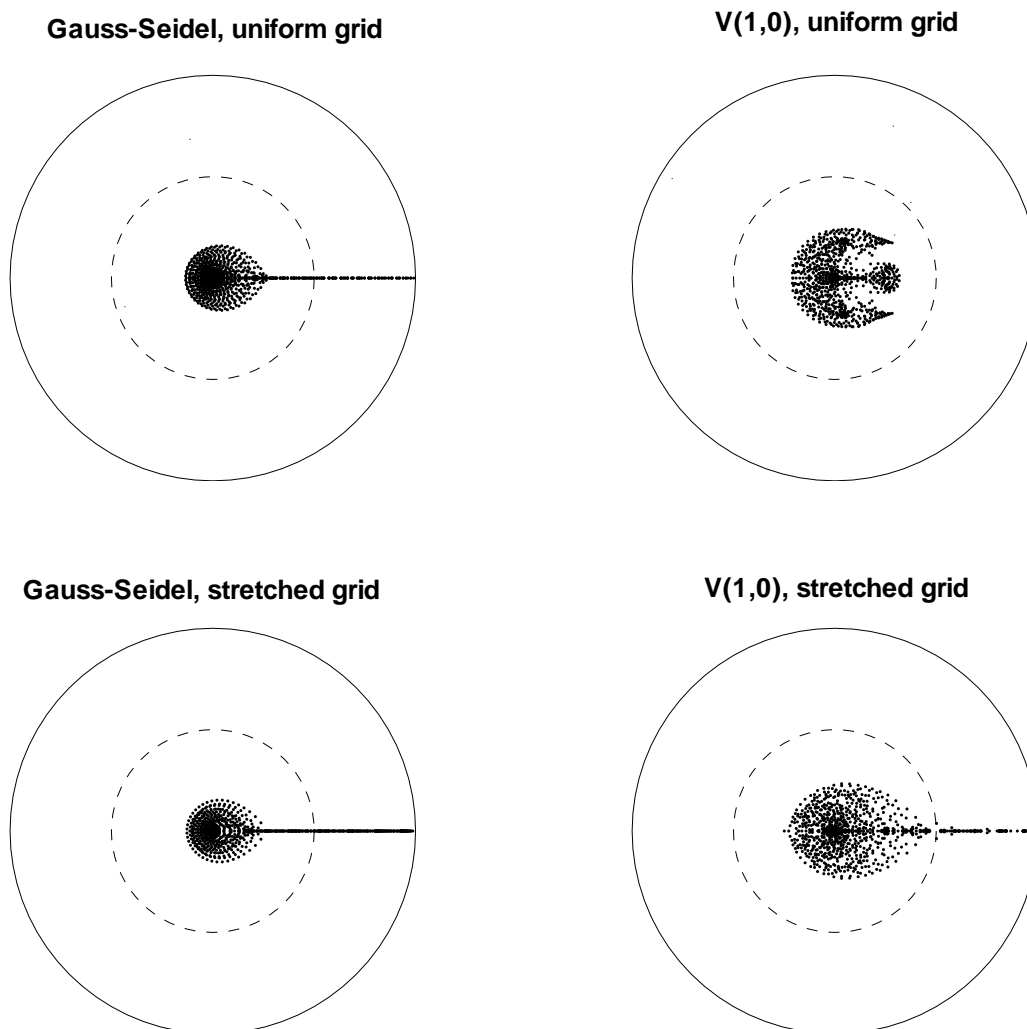 Gauss-Seidel, uniform grid
V(1,0), uniform grid
Gauss-Seidel, stretched grid
V(1,0), stretched grid